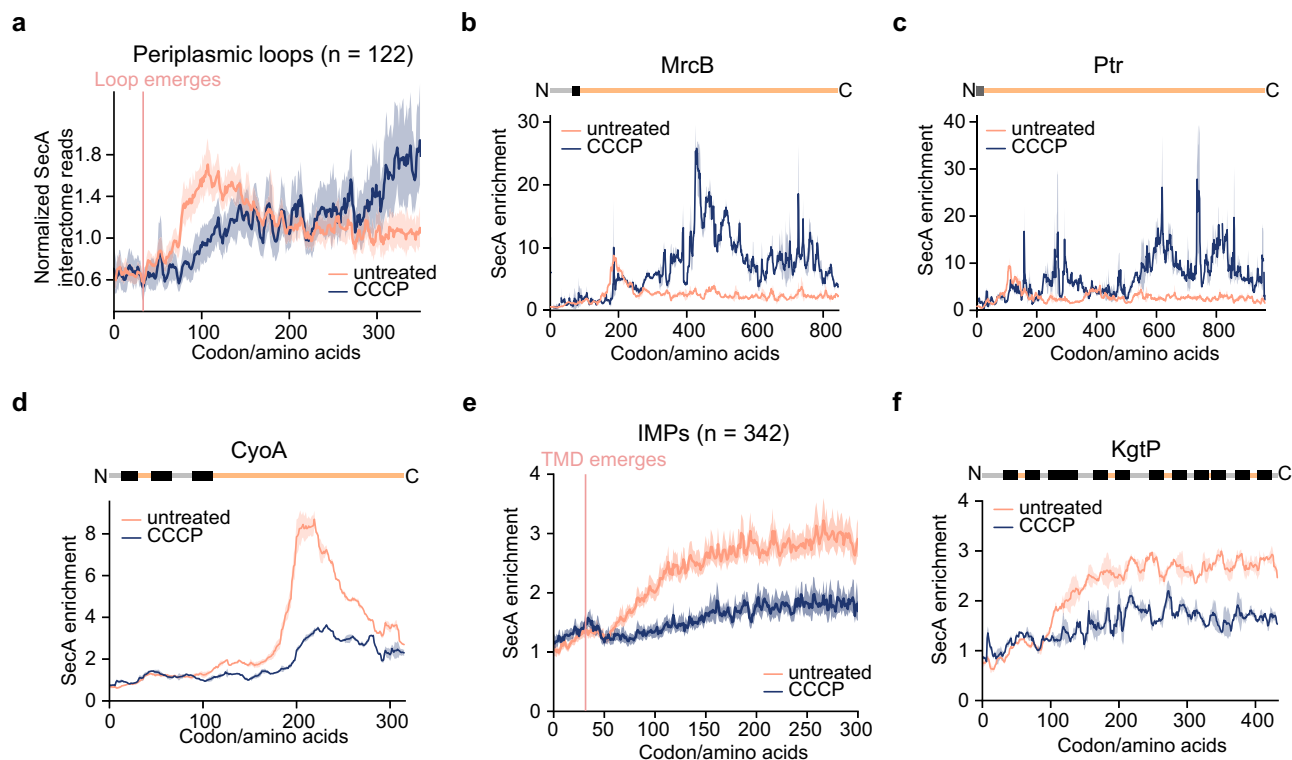 a
Periplasmic loops (n = 122)
Loop emerges
Normalized SecA
interactome reads
1.8
1.4
1.0
0.6
untreated
CCCP
0 100 200 300
Codon/amino acids
b
MrcB
N C
untreated
CCCP
SecA enrichment
30
20
10
0
0 200 400 600 800
Codon/amino acids
c
Ptr
N C
untreated
CCCP
SecA enrichment
40
30
20
10
0
0 200 400 600 800
Codon/amino acids
d
CyoA
N C
untreated
CCCP
SecA enrichment
8
6
4
2
0
0 100 200 300
Codon/amino acids
e
IMPs (n = 342)
TMD emerges
SecA enrichment
4
3
2
1
0
untreated
CCCP
0 50 100 150 200 250 300
Codon/amino acids
f
KgtP
N C
untreated
CCCP
SecA enrichment
4
3
2
1
0
0 100 200 300 400
Codon/amino acids